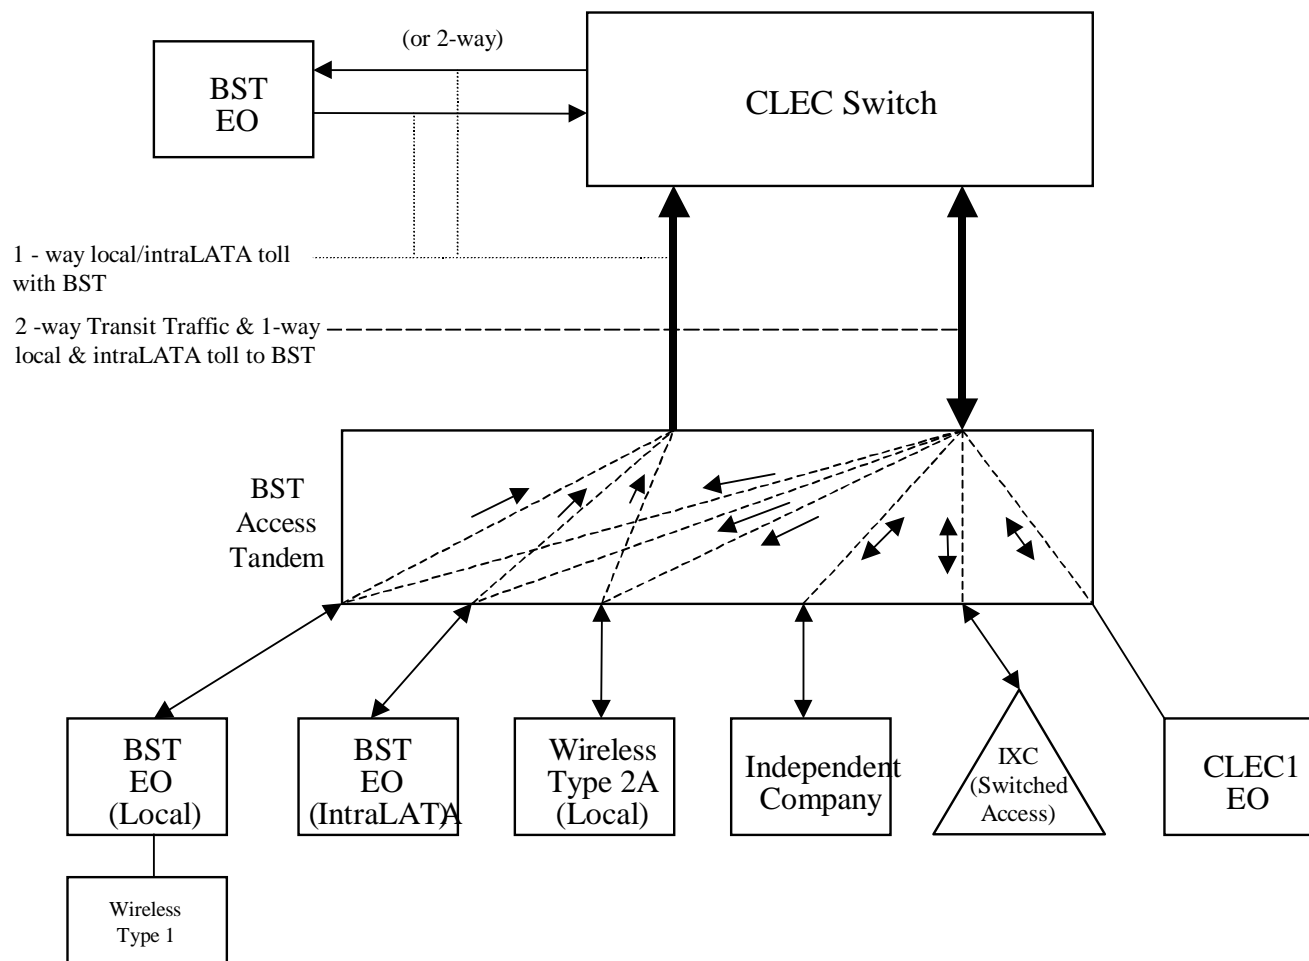 (or 2-way)
BST
EO
CLEC Switch
1 - way local/intraLATA toll
with BST
2 -way Transit Traffic & 1-way
local & intraLATA toll to BST
BST
Access
Tandem
BST
EO
(Local)
BST
EO
(IntraLATA)
Wireless
Type 2A
(Local)
Independent
Company
IXC
(Switched
Access)
CLEC1
EO
Wireless
Type 1